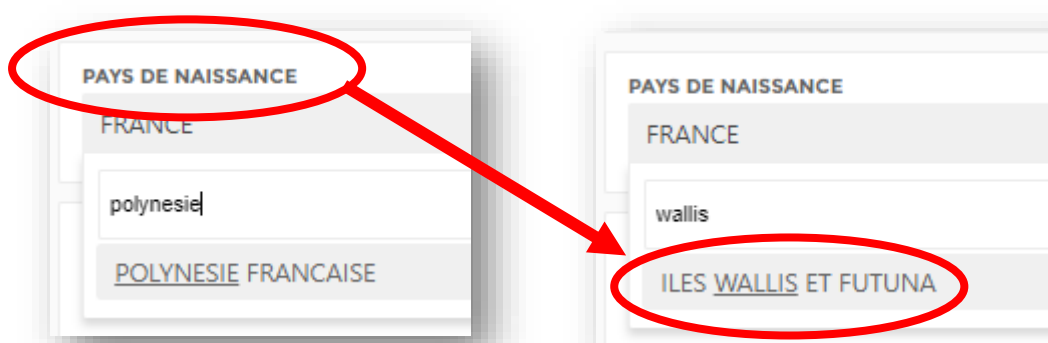 PAYS DE NAISSANCE
FRANCE
polynesie
POLYNESIE FRANCAISE
PAYS DE NAISSANCE
FRANCE
wallis
ILES WALLIS ET FUTUNA